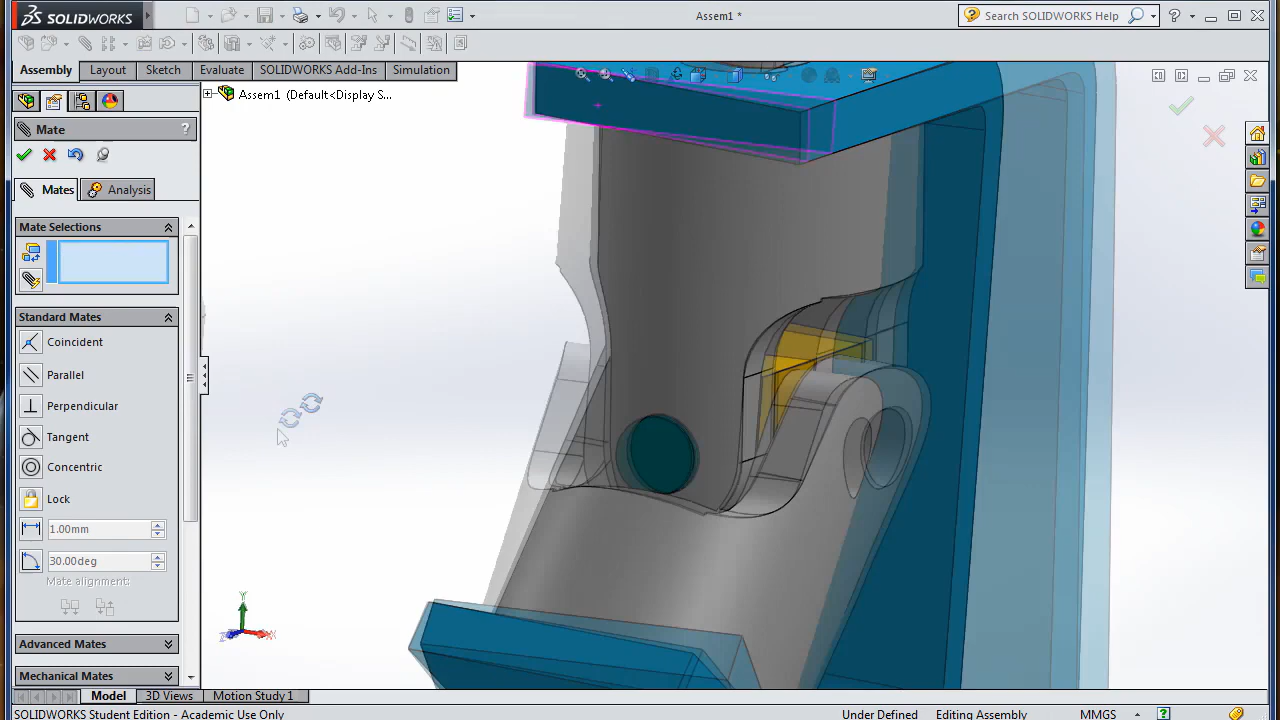 SOLIDWORKS
Assem1 *
Search SOLIDWORKS Help
?
Assembly Layout Sketch Evaluate SOLIDWORKS Add-Ins Simulation
Assem1 (Default<Display S...
Mate ?
Mates Analysis
Mate Selections
Standard Mates
Coincident
Parallel
Perpendicular
Tangent
Concentric
Lock
1.00mm
30.00deg
Mate alignment:
Advanced Mates
Mechanical Mates
Y
Z X
Model 3D Views Motion Study 1
SOLIDWORKS Student Edition - Academic Use Only Under Defined Editing Assembly MMGS ?